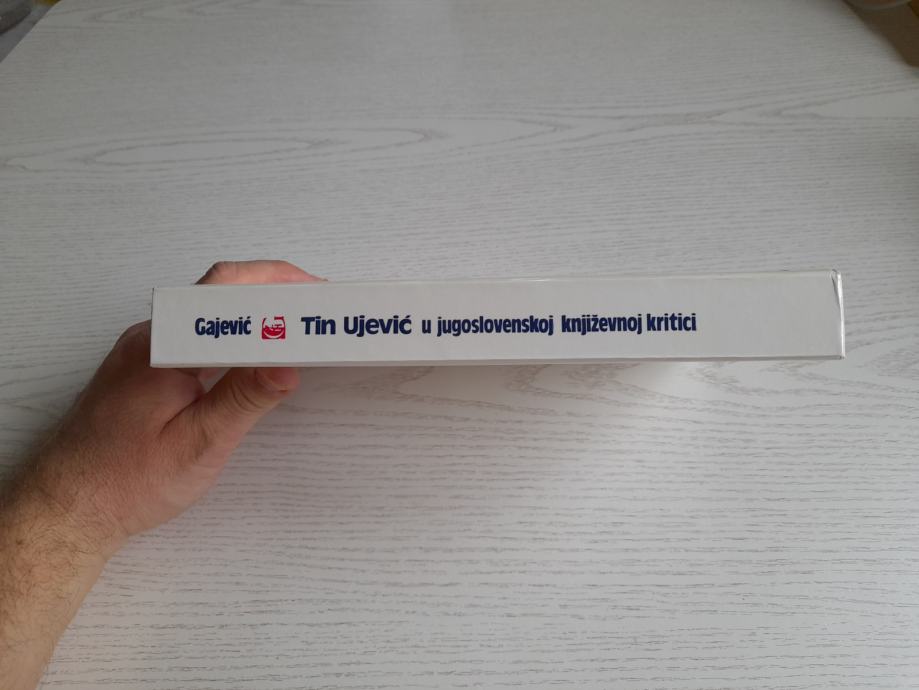 Gajević Tin Ujević u jugoslovenskoj književnoj kritici